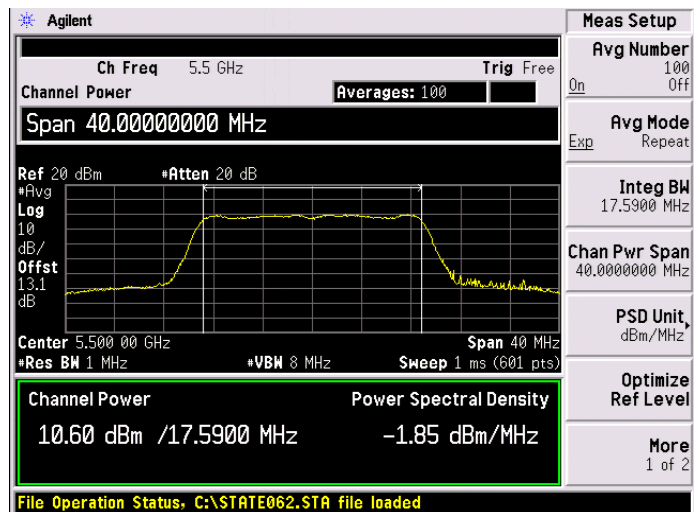 Agilent
Ch Freq 5.5 GHz Trig Free
Channel Power Averages: 100
Span 40.00000000 MHz
Ref 20 dBm #Atten 20 dB
#Avg
Log
10
dB/
Offst
13.1
dB
Center 5.500 00 GHz Span 40 MHz
#Res BW 1 MHz #VBW 8 MHz Sweep 1 ms (601 pts)
Channel Power Power Spectral Density
10.60 dBm /17.5900 MHz -1.85 dBm/MHz
File Operation Status, C:\STATE062.STA file loaded
Meas Setup
Avg Number
100
On Off
Avg Mode
Exp Repeat
Integ BW
17.5900 MHz
Chan Pwr Span
40.0000000 MHz
PSD Unit
dBm/MHz
Optimize
Ref Level
More
1 of 2